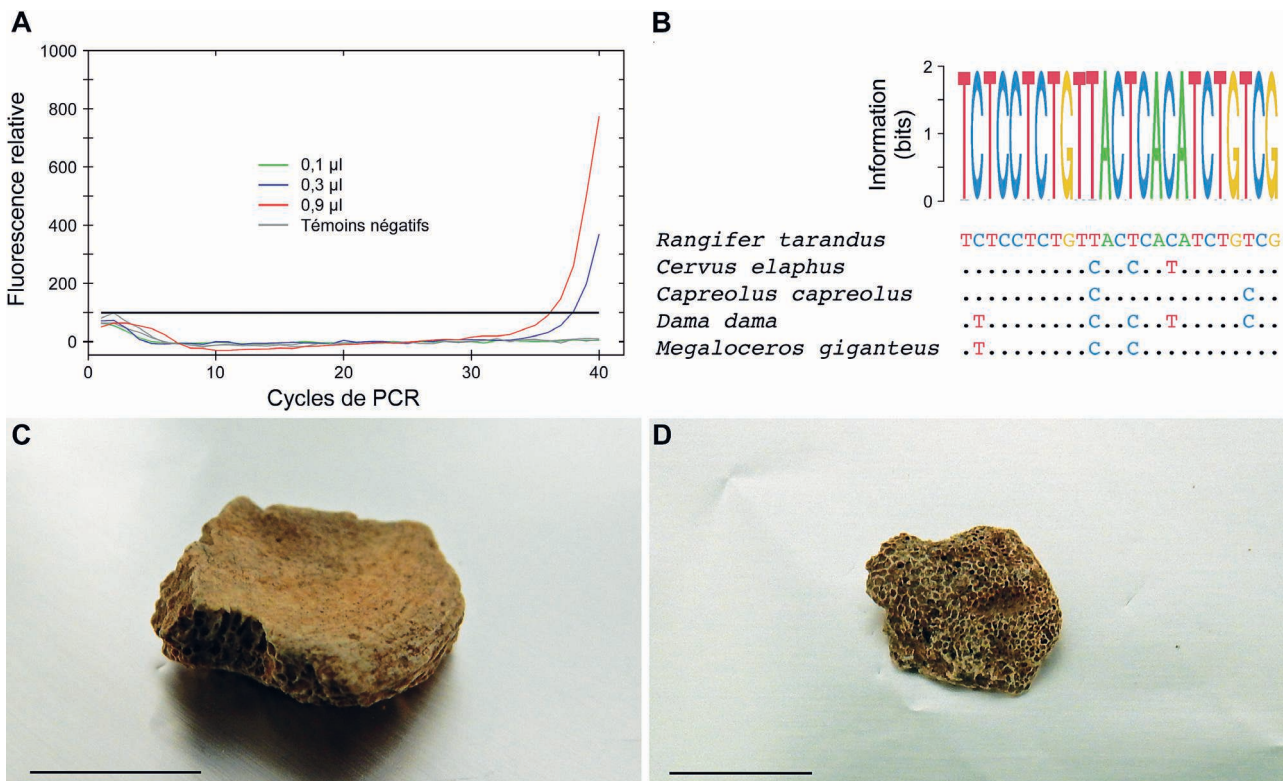 A
1000
800
600
400
200
100
0
Fluorescence relative
0,1 µl
0,3 µl
0,9 µl
Témoins négatifs
0 10 20 30 40
Cycles de PCR
B
2
1
0
Information
(bits)
TCTCCTCTGTTACTCACATCTGTCG
Rangifer tarandus TCTCCTCTGTTACTCACATCTGTCG
Cervus elaphus ..........C..C..T........
Capreolus capreolus ..........C...........C..
Dama dama .T........C..C..T.....C..
Megaloceros giganteus .T........C..C...........
C
D